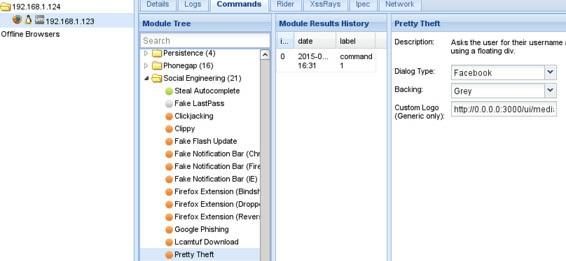 192.168.1.124
192.168.1.123
Offline Browsers
Details Logs Commands Rider XssRays Ipec Network
Module Tree
Search
Persistence (4)
Phonegap (16)
Social Engineering (21)
Steal Autocomplete
Fake LastPass
Clickjacking
Clippy
Fake Flash Update
Fake Notification Bar (Chr
Fake Notification Bar (Fire
Fake Notification Bar (IE)
Firefox Extension (Bindsh
Firefox Extension (Droppe
Firefox Extension (Revers
Google Phishing
Lcamtuf Download
Pretty Theft
Module Results History
i... date label
0 2015-0... command
16:31 1
Pretty Theft
Description: Asks the user for their username a
using a floating div.
Dialog Type: Facebook
Backing: Grey
Custom Logo http://0.0.0.0:3000/ui/medi
(Generic only):